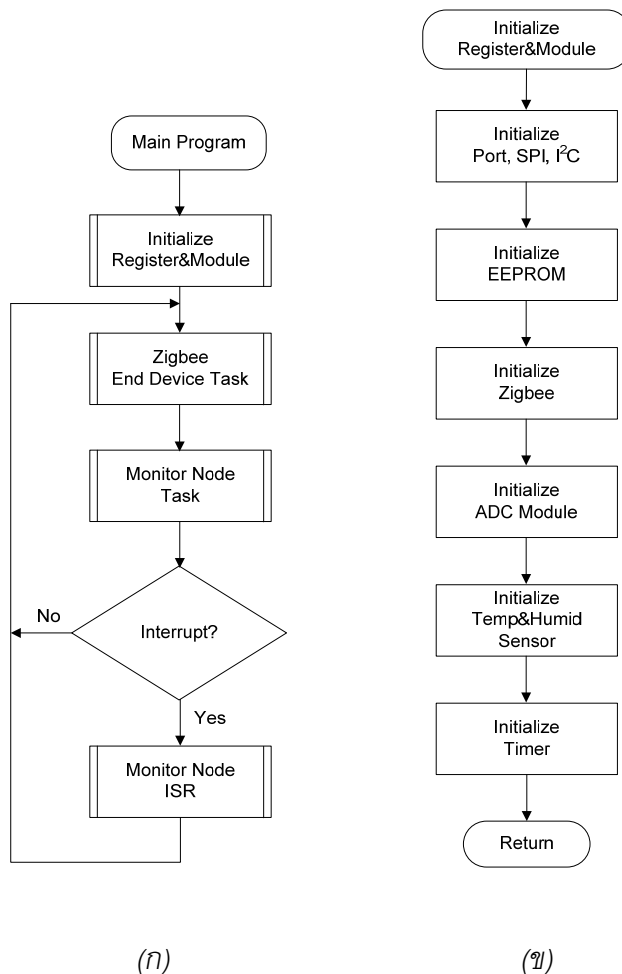 Main Program
Initialize
Register&Module
Zigbee
End Device Task
Monitor Node
Task
Interrupt?
No
Yes
Monitor Node
ISR
(ก)
Initialize
Register&Module
Initialize
Port, SPI, I²C
Initialize
EEPROM
Initialize
Zigbee
Initialize
ADC Module
Initialize
Temp&Humid
Sensor
Initialize
Timer
Return
(ข)